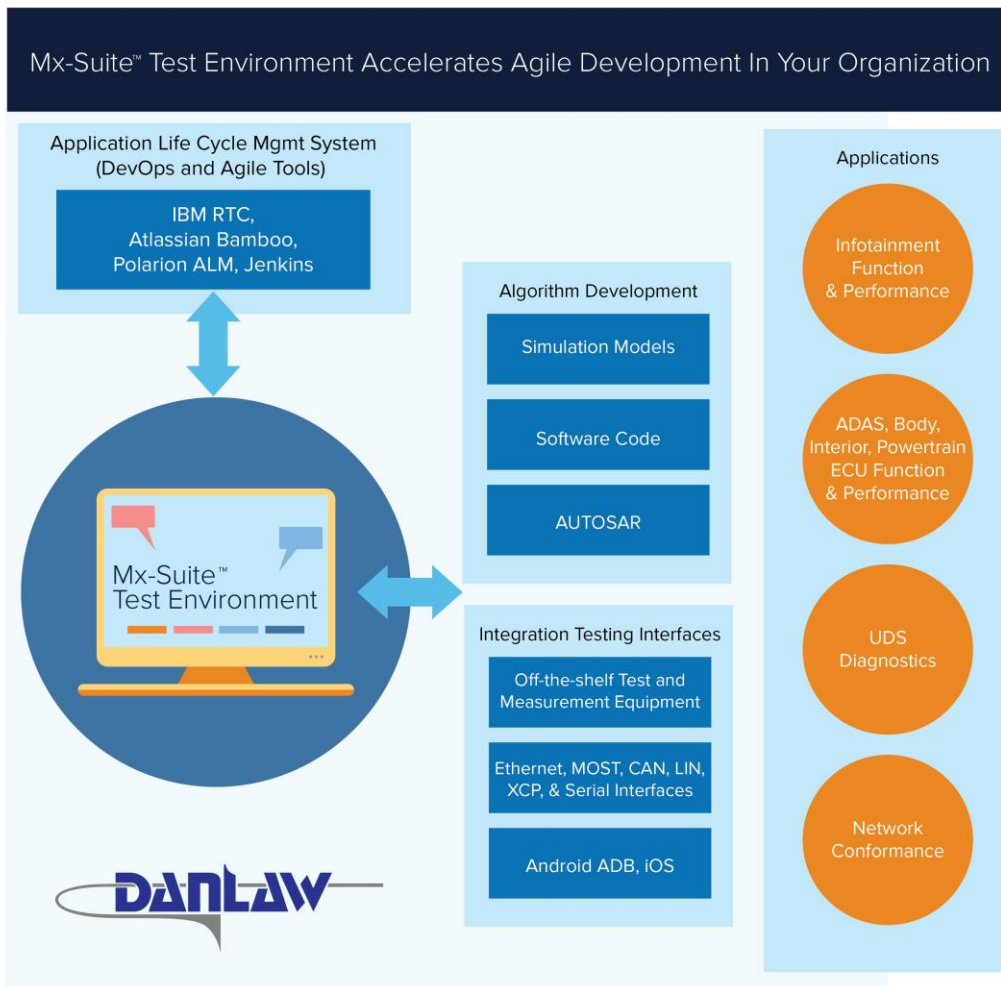 Mx-Suite™ Test Environment Accelerates Agile Development In Your Organization
Application Life Cycle Mgmt System
(DevOps and Agile Tools)
IBM RTC,
Atlassian Bamboo,
Polarion ALM, Jenkins
Mx-Suite™
Test Environment
Algorithm Development
Simulation Models
Software Code
AUTOSAR
Integration Testing Interfaces
Off-the-shelf Test and
Measurement Equipment
Ethernet, MOST, CAN, LIN,
XCP, & Serial Interfaces
Android ADB, iOS
Applications
Infotainment
Function
& Performance
ADAS, Body,
Interior, Powertrain
ECU Function
& Performance
UDS
Diagnostics
Network
Conformance
DANLAW